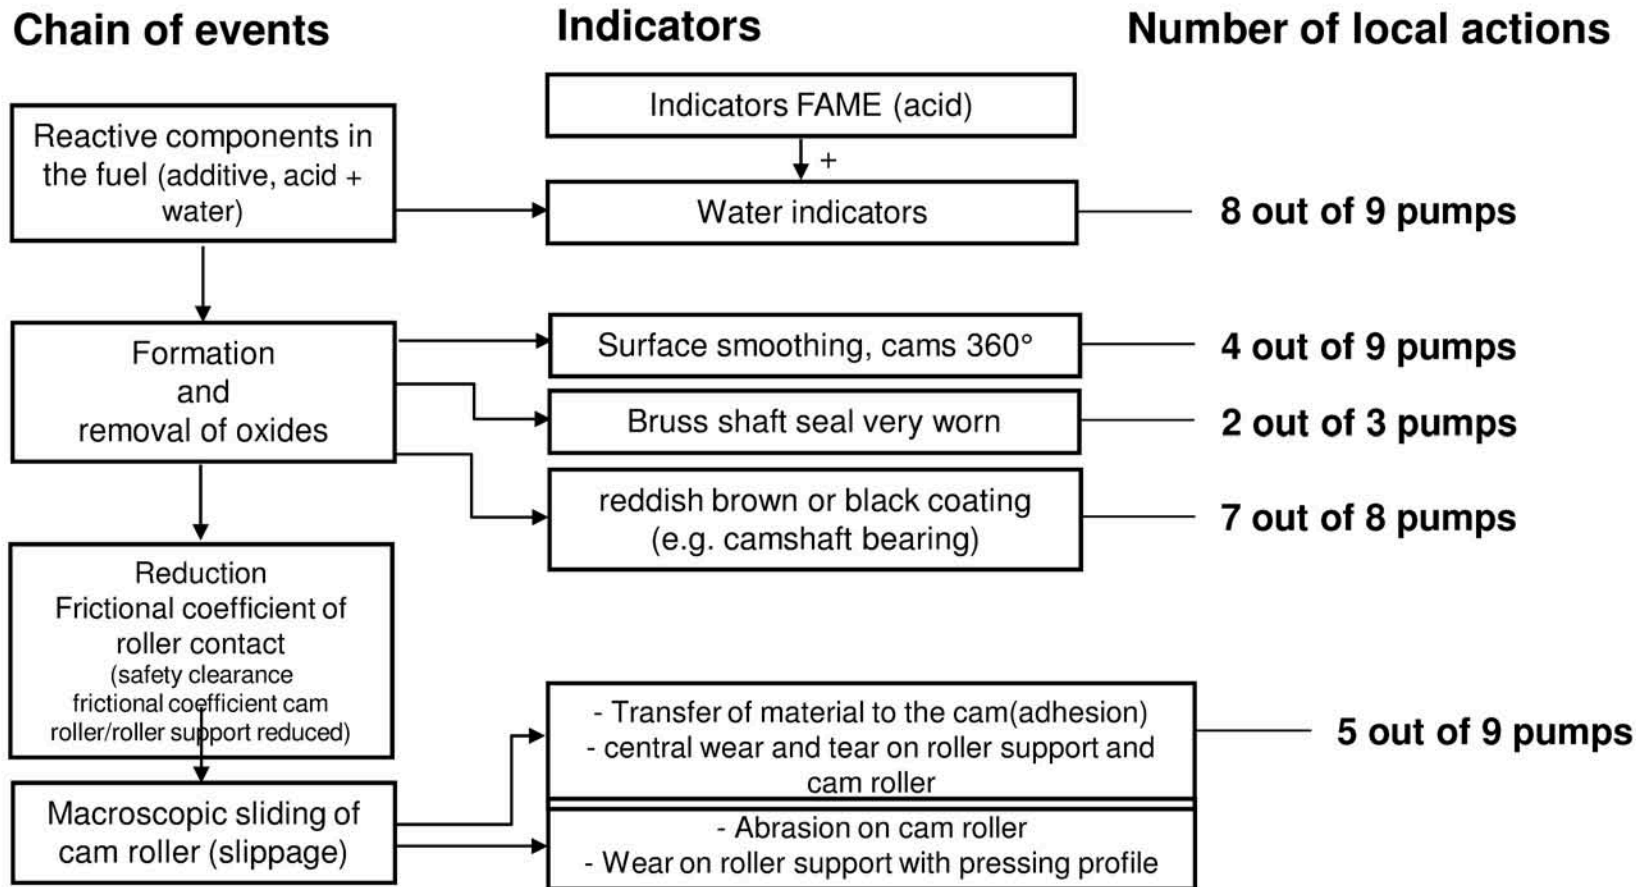 Chain of events
Indicators
Number of local actions
Indicators FAME (acid)
+
Reactive components in
the fuel (additive, acid +
water)
Water indicators
8 out of 9 pumps
Formation
and
removal of oxides
Surface smoothing, cams 360°
4 out of 9 pumps
Bruss shaft seal very worn
2 out of 3 pumps
reddish brown or black coating
(e.g. camshaft bearing)
7 out of 8 pumps
Reduction
Frictional coefficient of
roller contact
(safety clearance
frictional coefficient cam
roller/roller support reduced)
- Transfer of material to the cam(adhesion)
- central wear and tear on roller support and
cam roller
5 out of 9 pumps
Macroscopic sliding of
cam roller (slippage)
- Abrasion on cam roller
- Wear on roller support with pressing profile